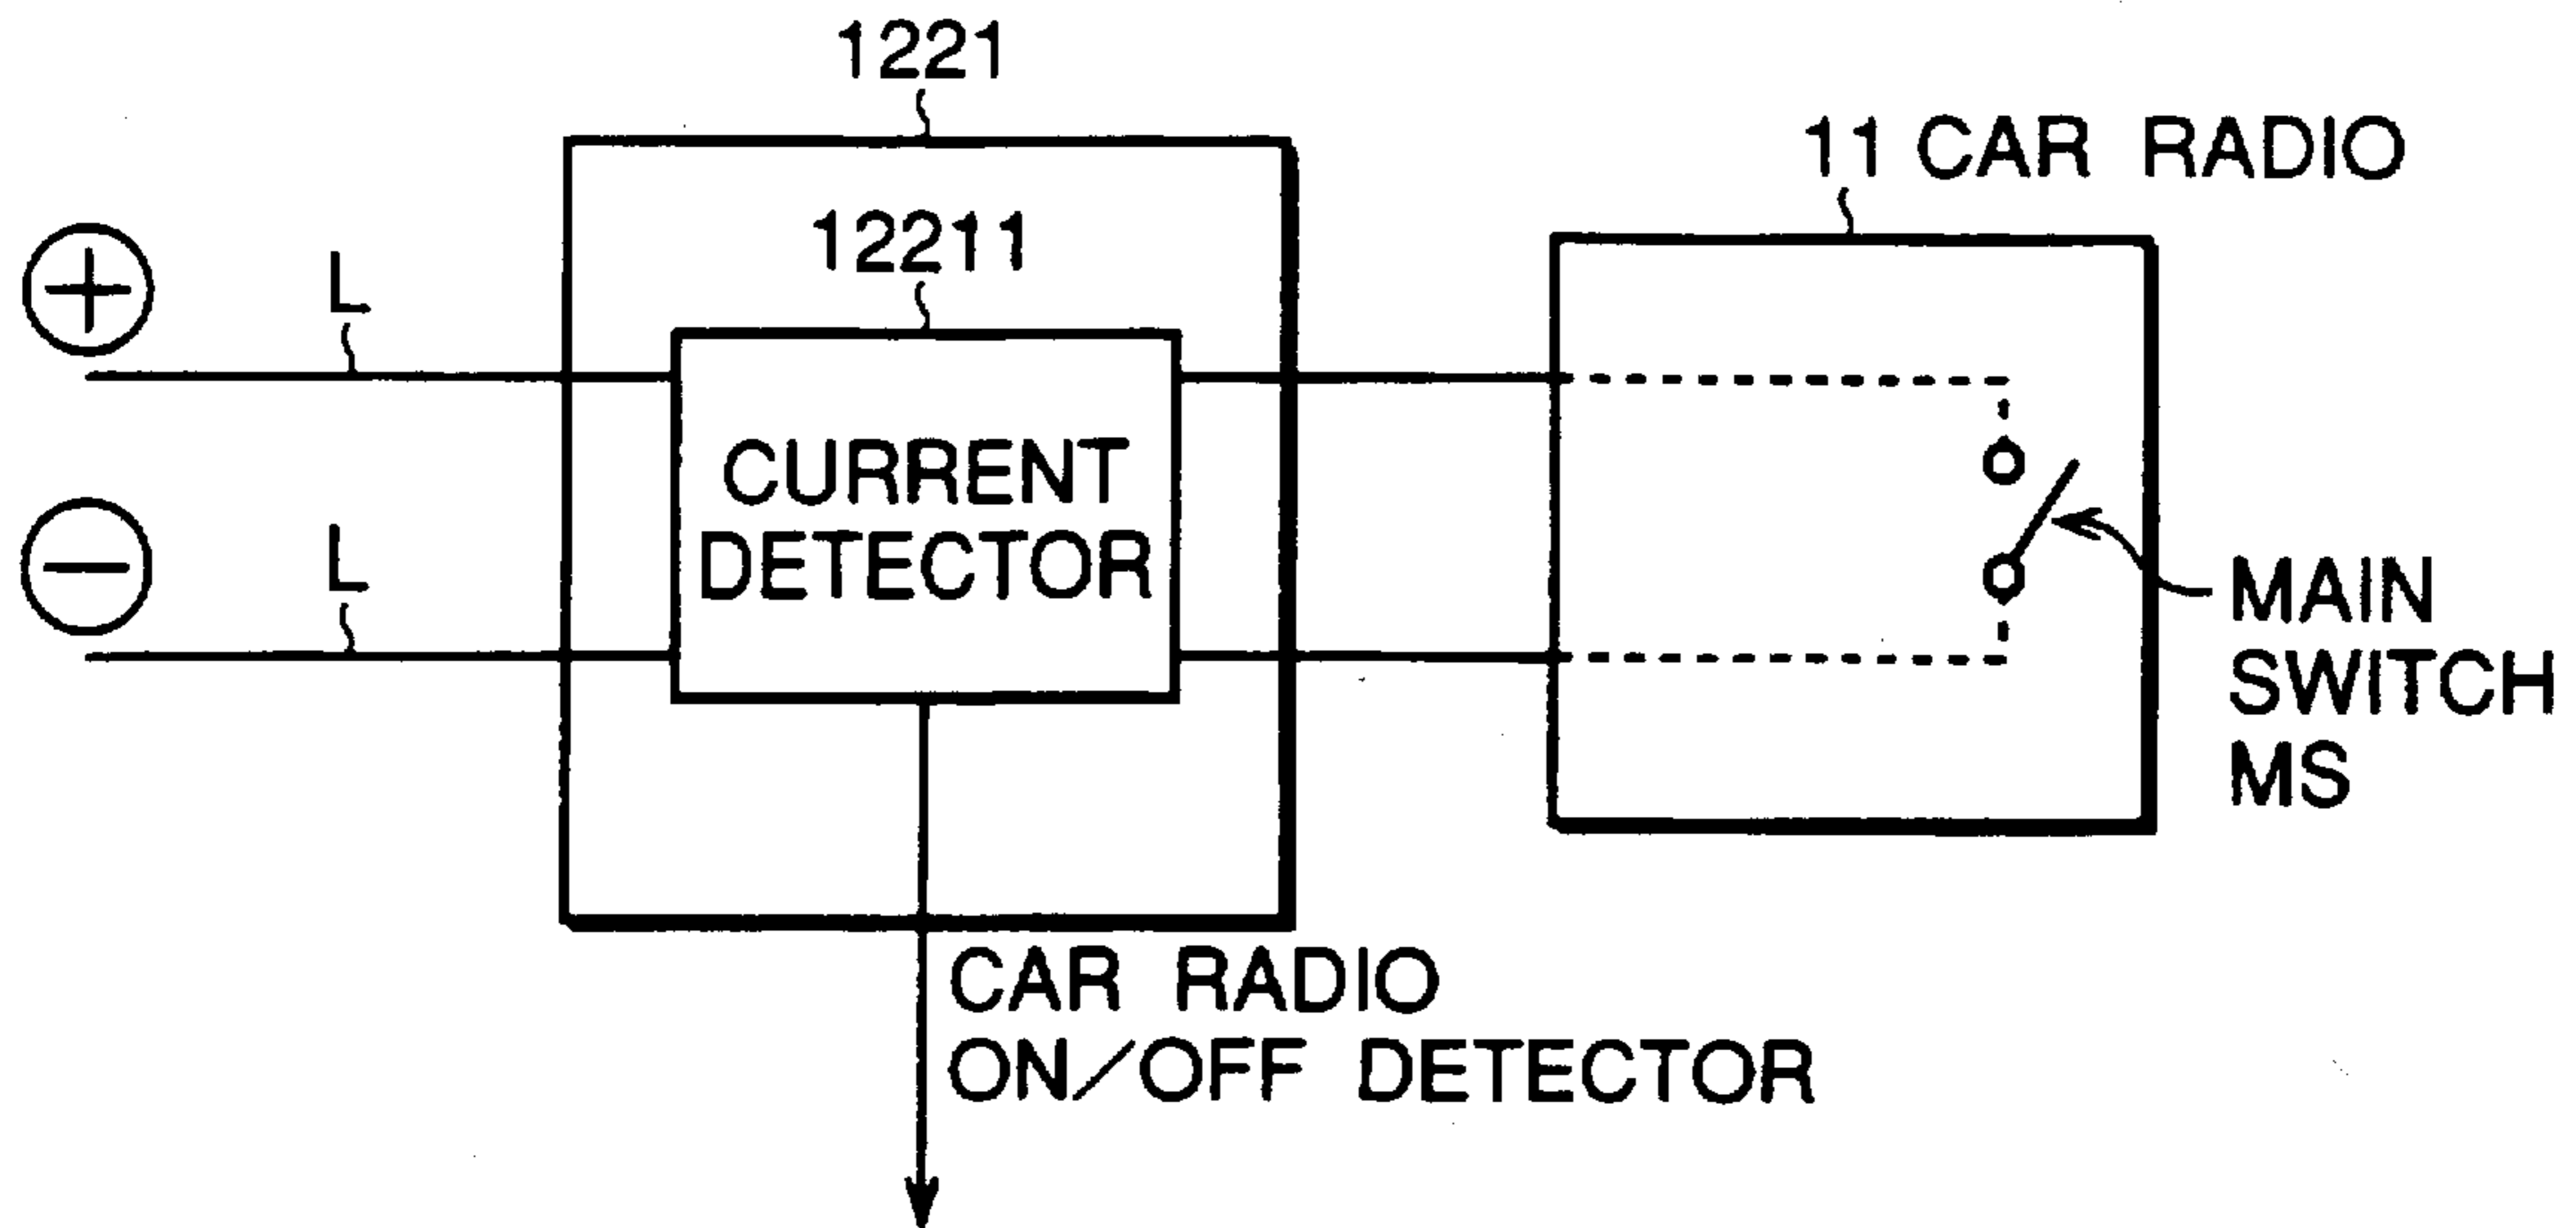 1221
11 CAR RADIO
12211
+
L
CURRENT
DETECTOR
−
L
MAIN
SWITCH
MS
CAR RADIO
ON/OFF DETECTOR